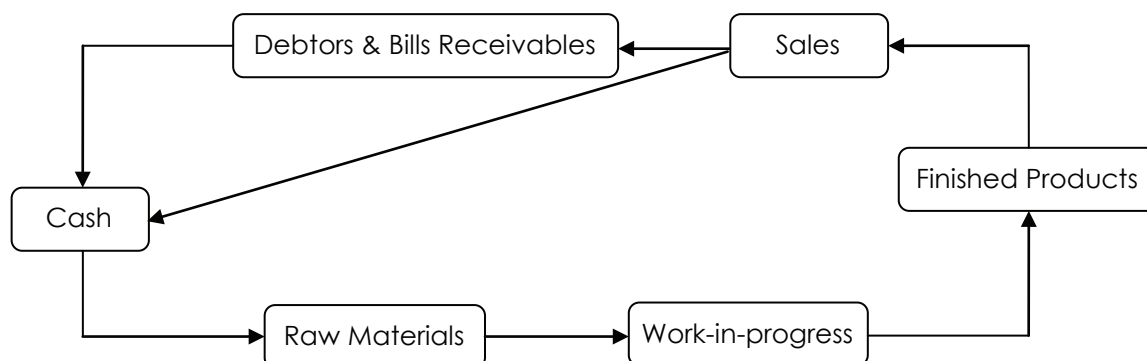 Debtors & Bills Receivables
Sales
Finished Products
Cash
Raw Materials
Work-in-progress